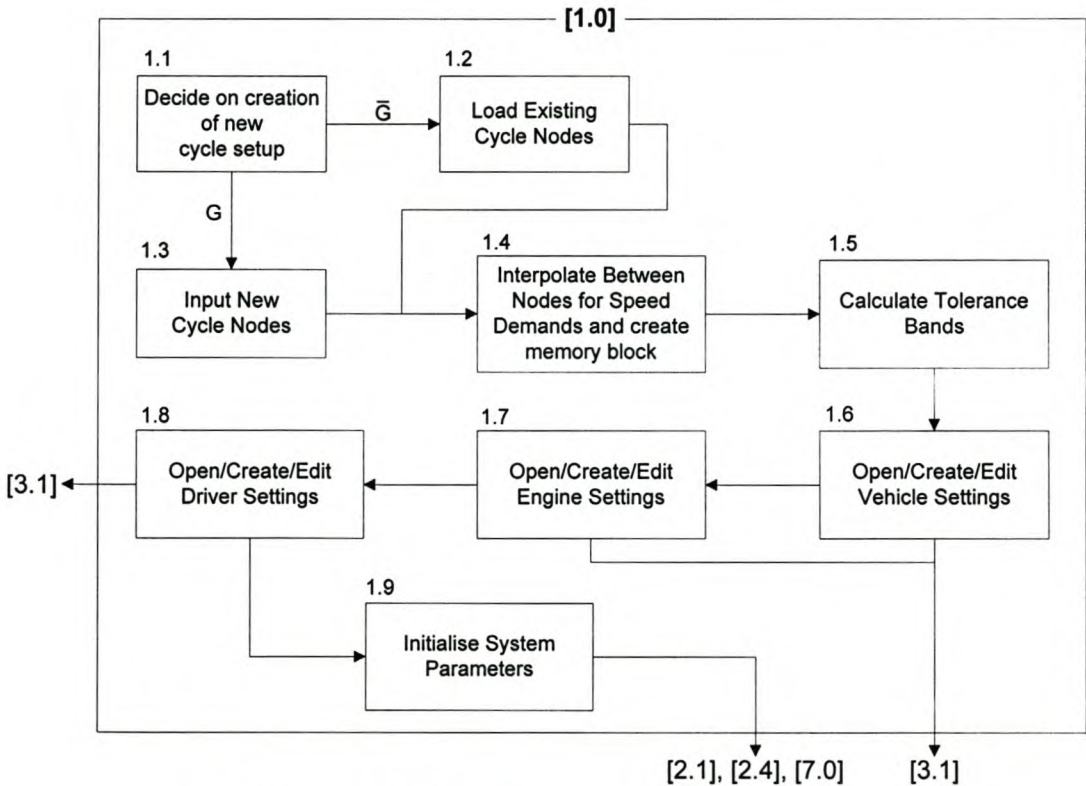 [1.0]
1.1
Decide on creation
of new
cycle setup
G̅
1.2
Load Existing
Cycle Nodes
G
1.3
Input New
Cycle Nodes
1.4
Interpolate Between
Nodes for Speed
Demands and create
memory block
1.5
Calculate Tolerance
Bands
1.8
Open/Create/Edit
Driver Settings
1.7
Open/Create/Edit
Engine Settings
1.6
Open/Create/Edit
Vehicle Settings
[3.1]
1.9
Initialise System
Parameters
[2.1], [2.4], [7.0]
[3.1]